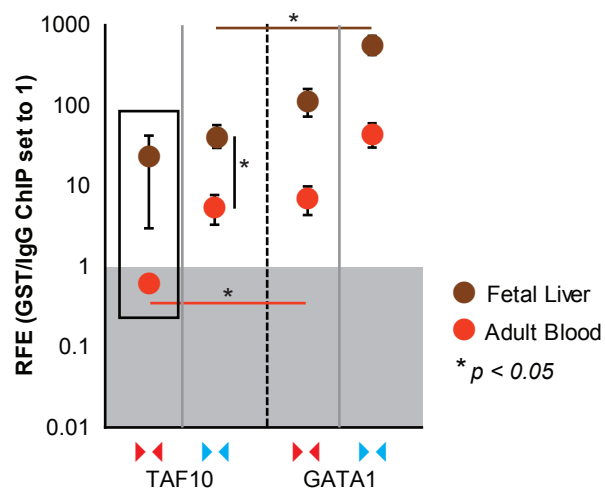 RFE (GST/IgG ChIP set to 1)
1000
100
10
1
0.1
0.01
*
*
*
Fetal Liver
Adult Blood
* p < 0.05
TAF10 GATA1